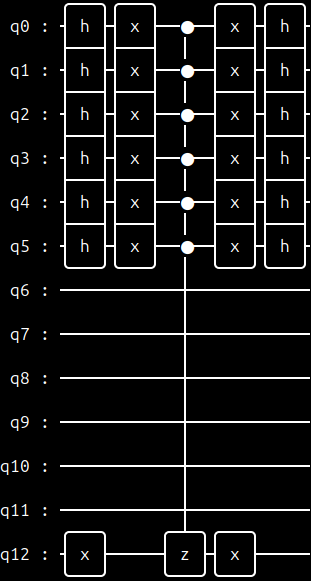 q0 : h x x h
q1 : h x x h
q2 : h x x h
q3 : h x x h
q4 : h x x h
q5 : h x x h
q6 :
q7 :
q8 :
q9 :
q10 :
q11 :
q12 : x z x